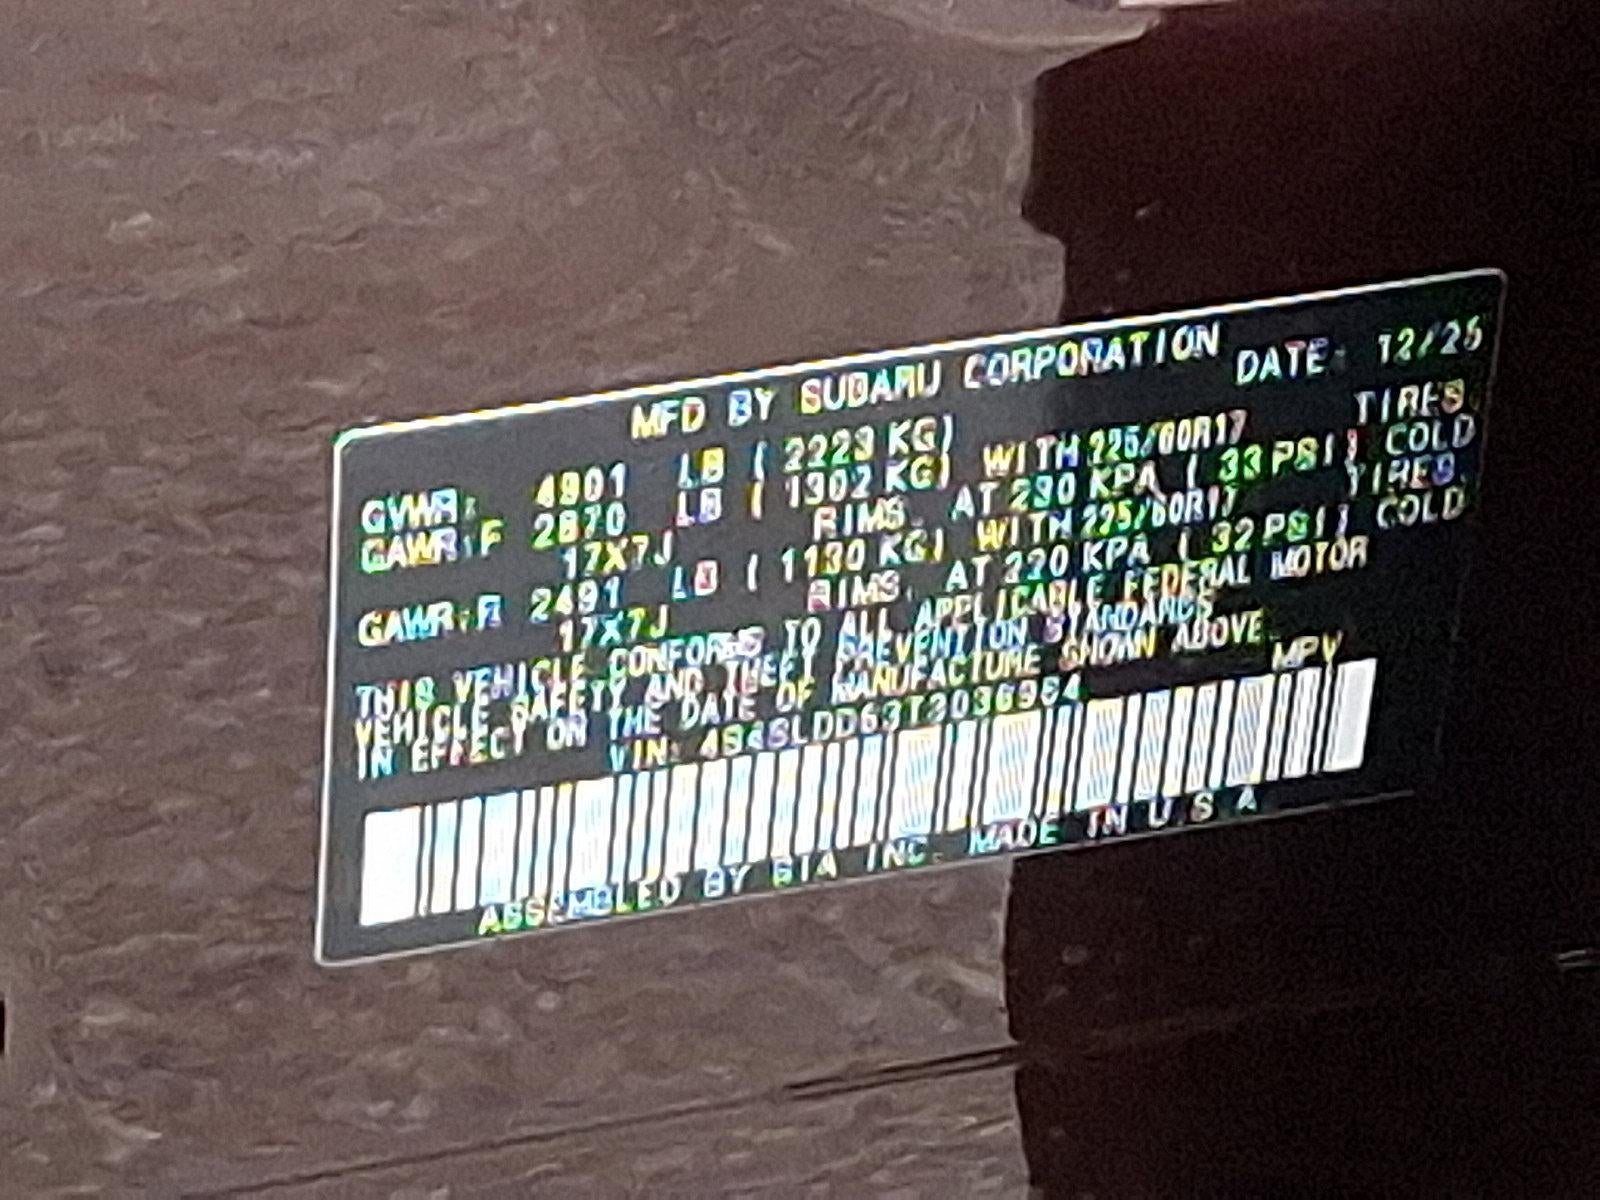 MFD BY SUBARU CORPORATION
DATE: 12/25
GVWR: 4901 LB ( 2223 KG)
GAWR:F 2870 LB ( 1302 KG) WITH 225/60R17 TIRES,
17X7J RIMS, AT 230 KPA ( 33 PSI) COLD
GAWR:R 2491 LB ( 1130 KG) WITH 225/60R17 TIRES,
17X7J RIMS, AT 220 KPA ( 32 PSI) COLD
THIS VEHICLE CONFORMS TO ALL APPLICABLE FEDERAL MOTOR
VEHICLE SAFETY AND THEFT PREVENTION STANDARDS
IN EFFECT ON THE DATE OF MANUFACTURE SHOWN ABOVE.
VIN: 4S4SLDD63T3036964 MPV
ASSEMBLED BY SIA INC. MADE IN U.S.A